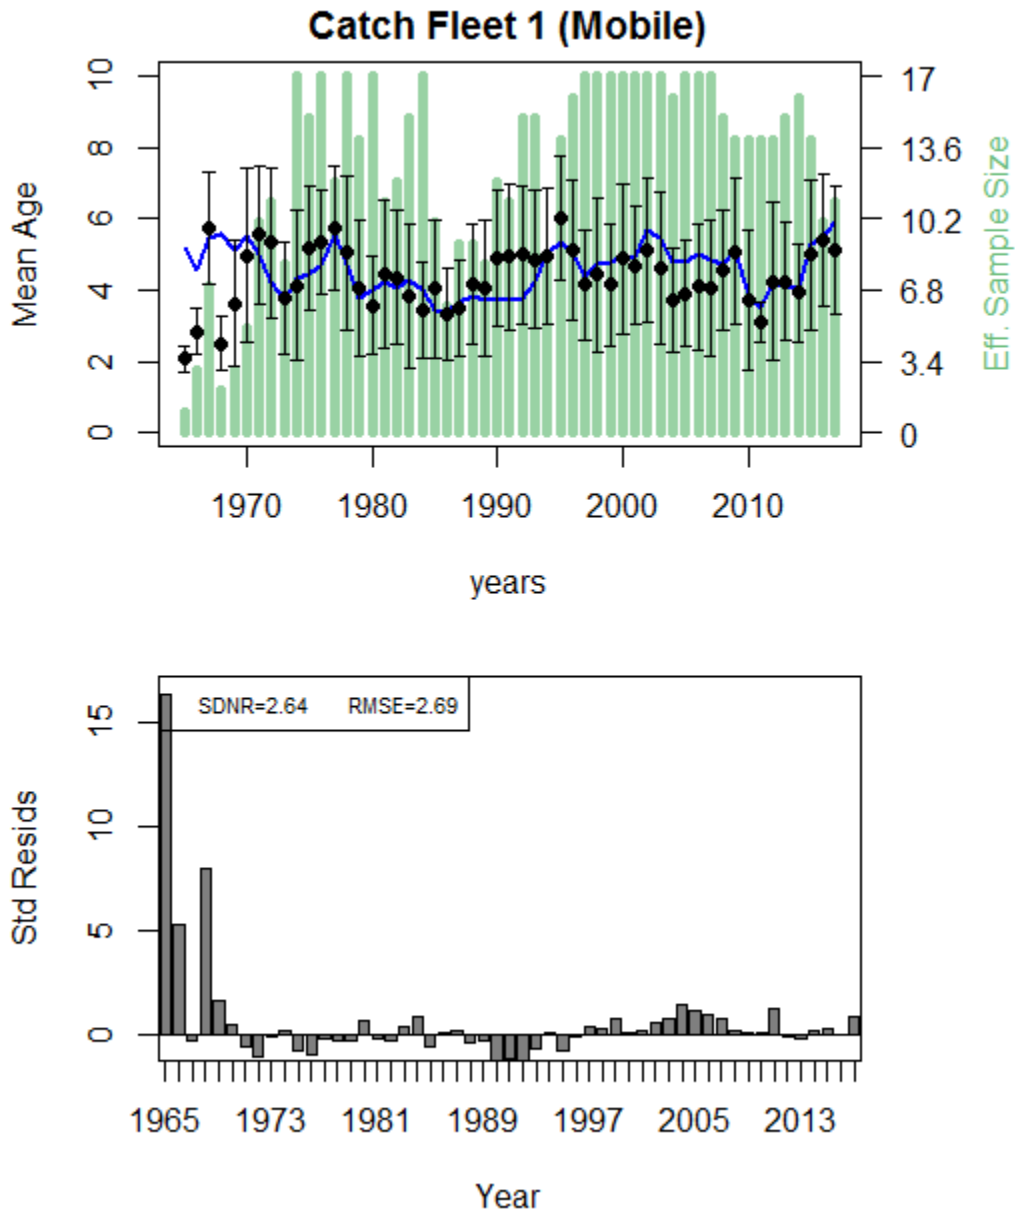 Catch Fleet 1 (Mobile)
Mean Age
10
8
6
4
2
0
17
13.6
10.2
6.8
3.4
0
Eff. Sample Size
1970 1980 1990 2000 2010
years
SDNR=2.64 RMSE=2.69
Std Resids
15
10
5
0
1965 1973 1981 1989 1997 2005 2013
Year